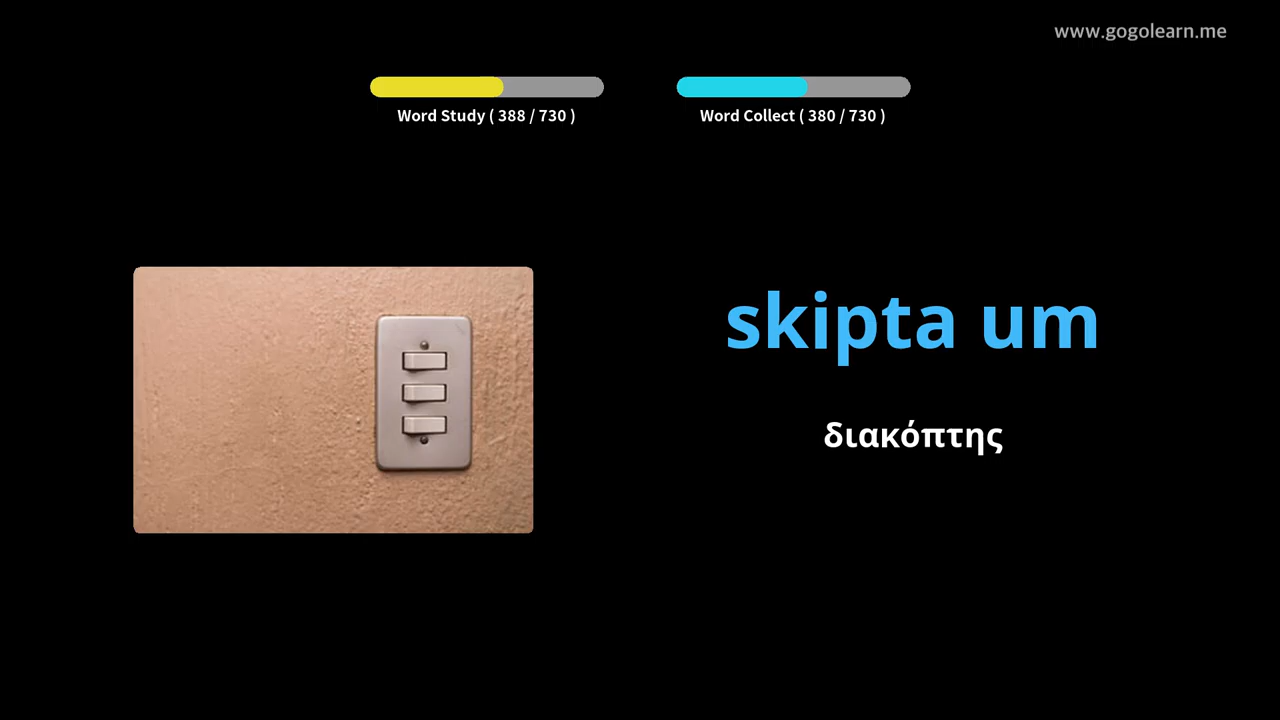 www.gogolearn.me
Word Study ( 388 / 730 )
Word Collect ( 380 / 730 )
skipta um
διακόπτης